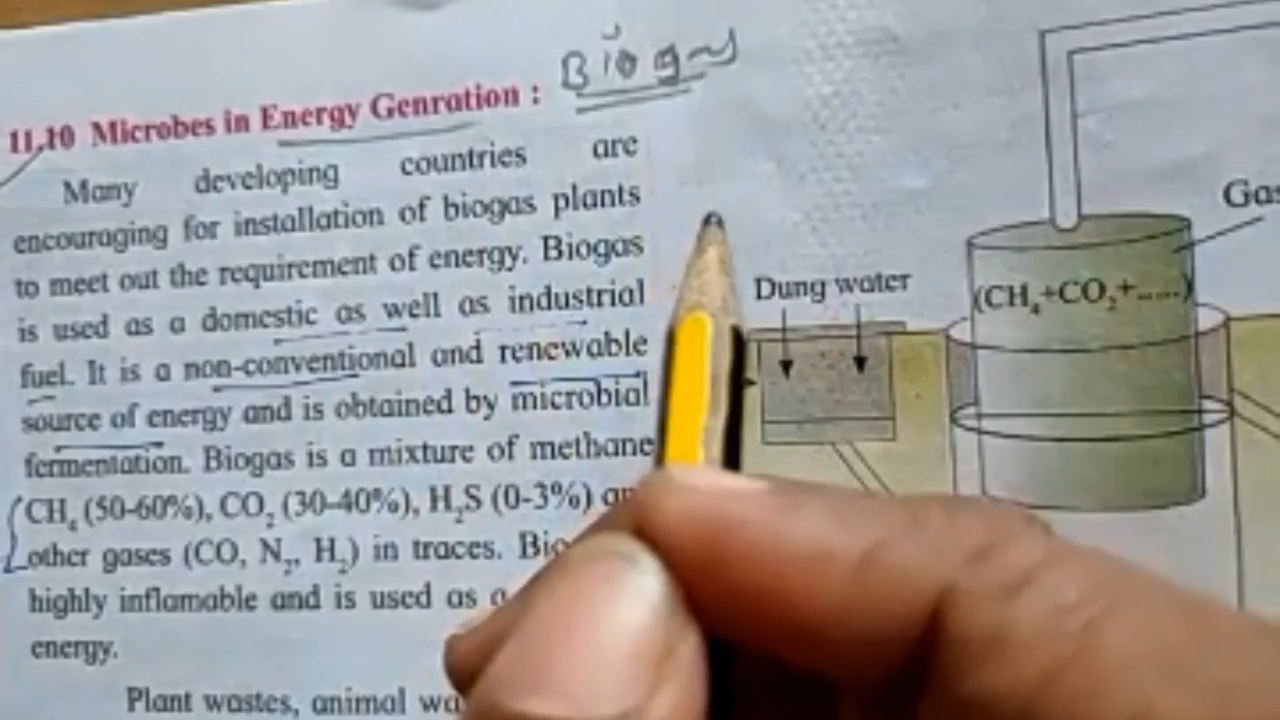 Biogas
11.10 Microbes in Energy Genration :
Many developing countries are
encouraging for installation of biogas plants
to meet out the requirement of energy. Biogas
is used as a domestic as well as industrial
fuel. It is a non-conventional and renewable
source of energy and is obtained by microbial
fermentation. Biogas is a mixture of methane
CH₄ (50-60%), CO₂ (30-40%), H₂S (0-3%)
other gases (CO, N₂, H₂) in traces.
highly inflamable and is used as a
energy.
Plant wastes, animal
Dung water
(CH₄+CO₂+.....)